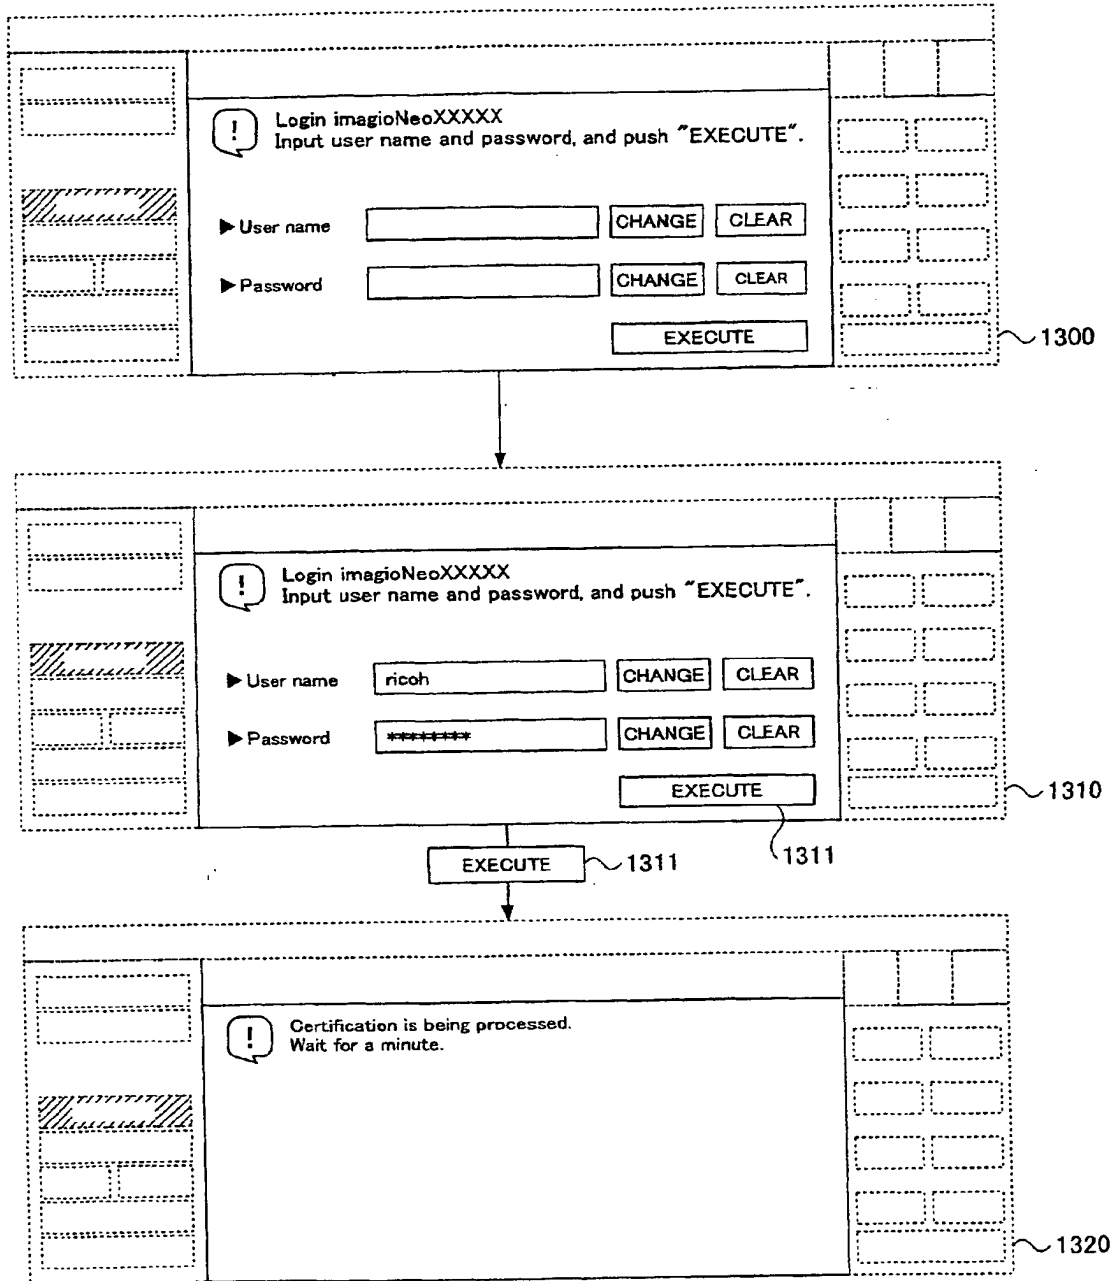 Login imagioNeoXXXXX
Input user name and password, and push "EXECUTE".
▶User name CHANGE CLEAR
▶Password CHANGE CLEAR
EXECUTE
1300
Login imagioNeoXXXXX
Input user name and password, and push "EXECUTE".
▶User name ricoh CHANGE CLEAR
▶Password ******** CHANGE CLEAR
EXECUTE
1310
1311
EXECUTE 1311
Certification is being processed.
Wait for a minute.
1320